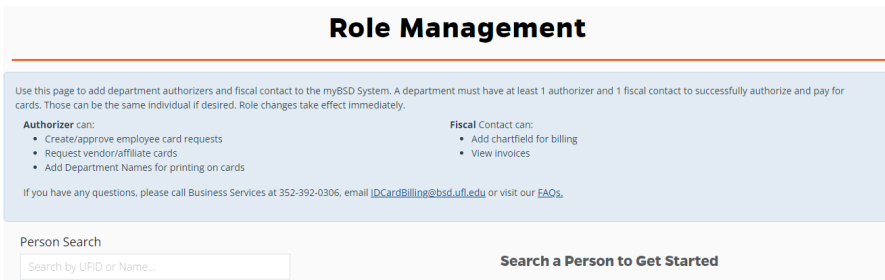 Role Management
Use this page to add department authorizers and fiscal contact to the myBSD System. A department must have at least 1 authorizer and 1 fiscal contact to successfully authorize and pay for
cards. Those can be the same individual if desired. Role changes take effect immediately.
Authorizer can:
• Create/approve employee card requests
• Request vendor/affiliate cards
• Add Department Names for printing on cards
Fiscal Contact can:
• Add chartfield for billing
• View invoices
If you have any questions, please call Business Services at 352-392-0306, email IDCardBilling@bsd.ufl.edu or visit our FAQs.
Person Search
Search by UFID or Name...
Search a Person to Get Started